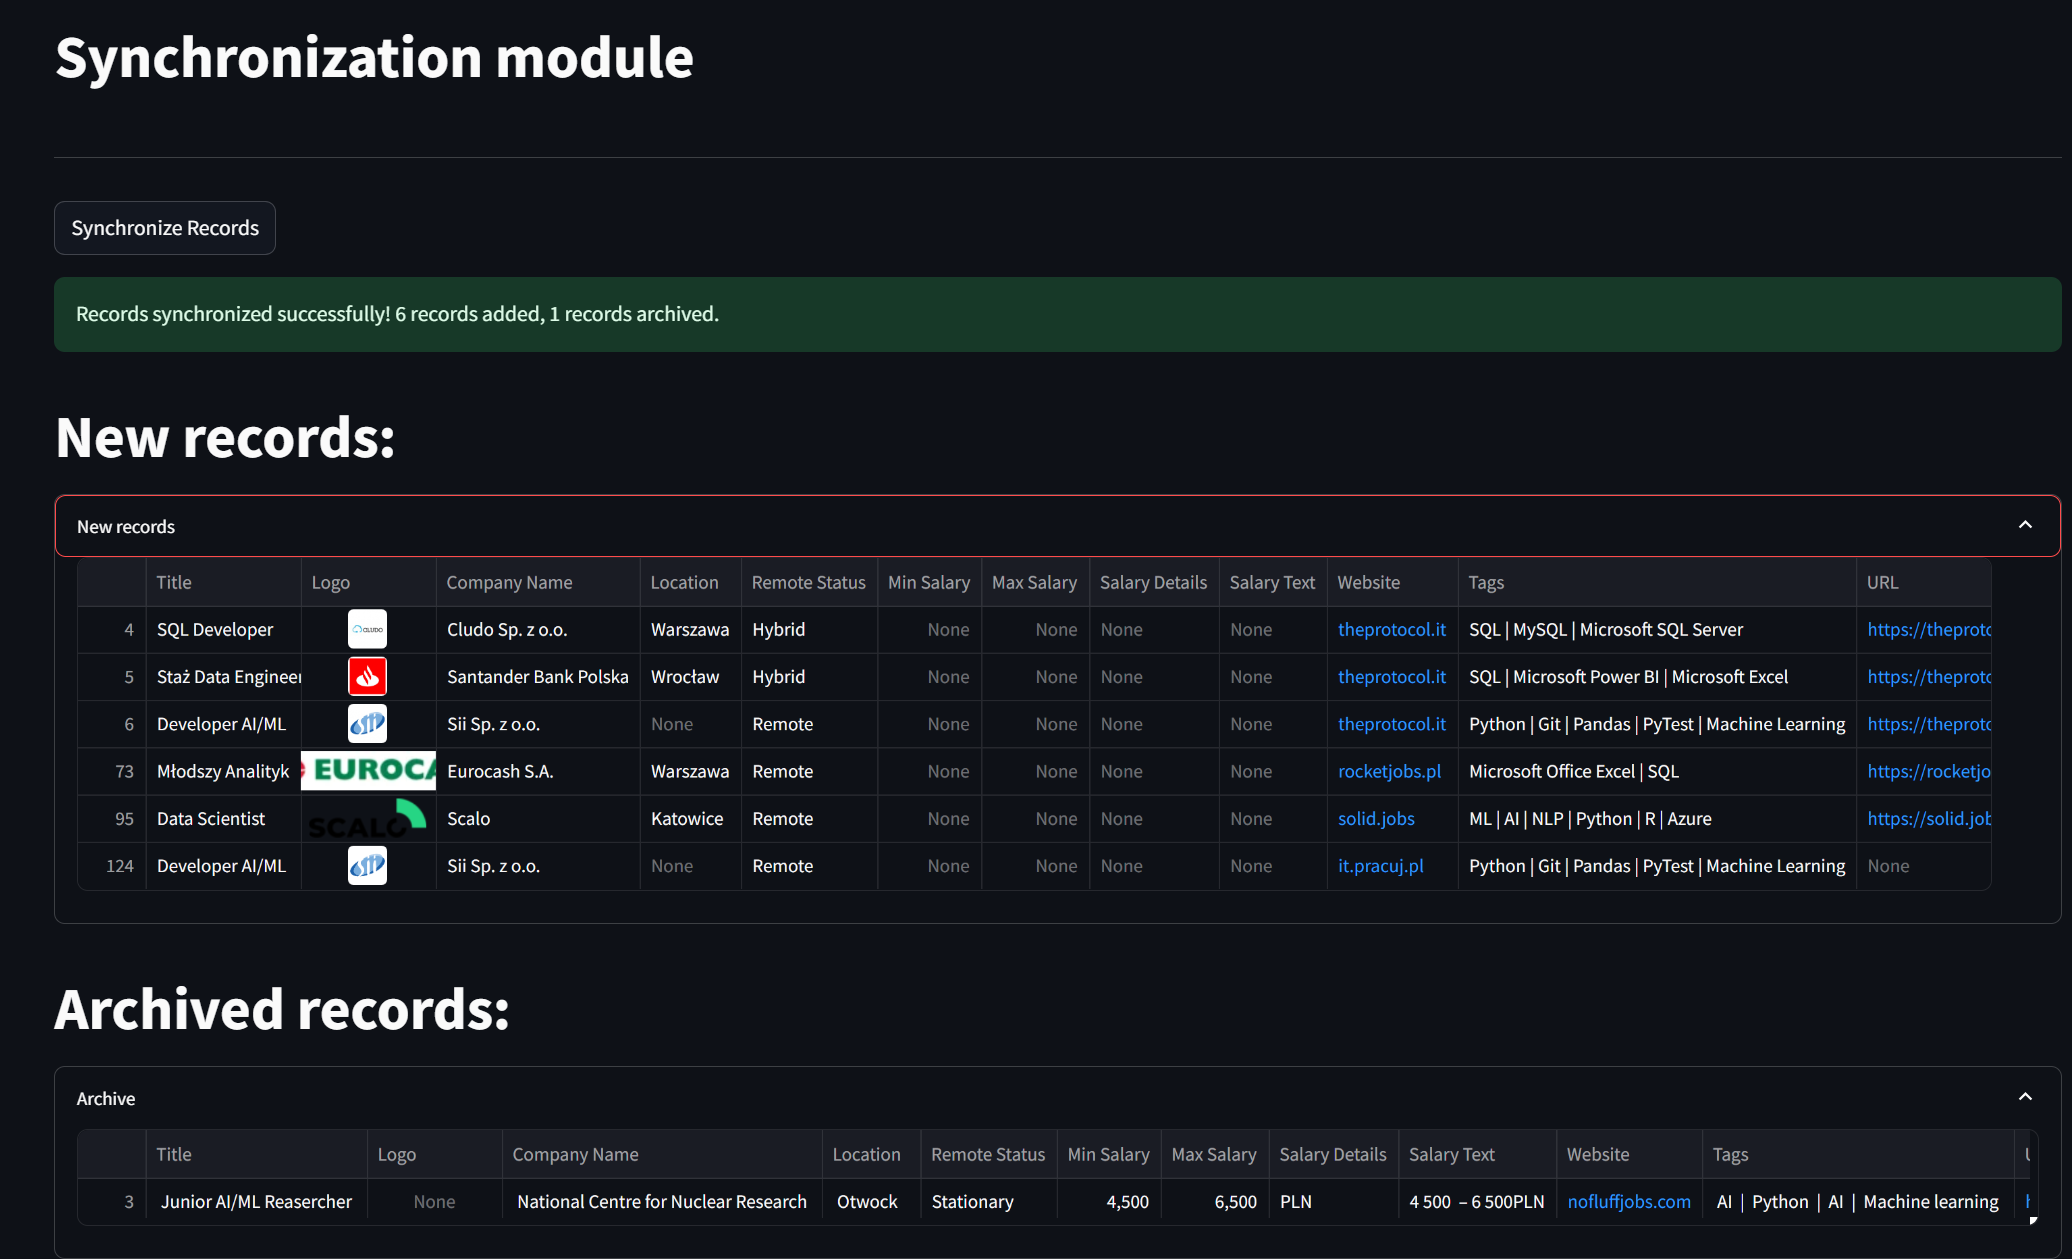 Synchronization module
Synchronize Records
Records synchronized successfully! 6 records added, 1 records archived.
New records:
New records
Title Logo Company Name Location Remote Status Min Salary Max Salary Salary Details Salary Text Website Tags URL
4 SQL Developer CLUDO Cludo Sp. z o.o. Warszawa Hybrid None None None None theprotocol.it SQL | MySQL | Microsoft SQL Server https://theproto
5 Staż Data Engineer Santander Bank Polska Wrocław Hybrid None None None None theprotocol.it SQL | Microsoft Power BI | Microsoft Excel https://theproto
6 Developer AI/ML Sii Sp. z o.o. None Remote None None None None theprotocol.it Python | Git | Pandas | PyTest | Machine Learning https://theproto
73 Młodszy Analityk EUROCA Eurocash S.A. Warszawa Remote None None None None rocketjobs.pl Microsoft Office Excel | SQL https://rocketjo
95 Data Scientist SCALO Scalo Katowice Remote None None None None solid.jobs ML | AI | NLP | Python | R | Azure https://solid.job
124 Developer AI/ML Sii Sp. z o.o. None Remote None None None None it.pracuj.pl Python | Git | Pandas | PyTest | Machine Learning None
Archived records:
Archive
Title Logo Company Name Location Remote Status Min Salary Max Salary Salary Details Salary Text Website Tags
3 Junior AI/ML Reasercher None National Centre for Nuclear Research Otwock Stationary 4,500 6,500 PLN 4 500 – 6 500PLN nofluffjobs.com AI | Python | AI | Machine learning